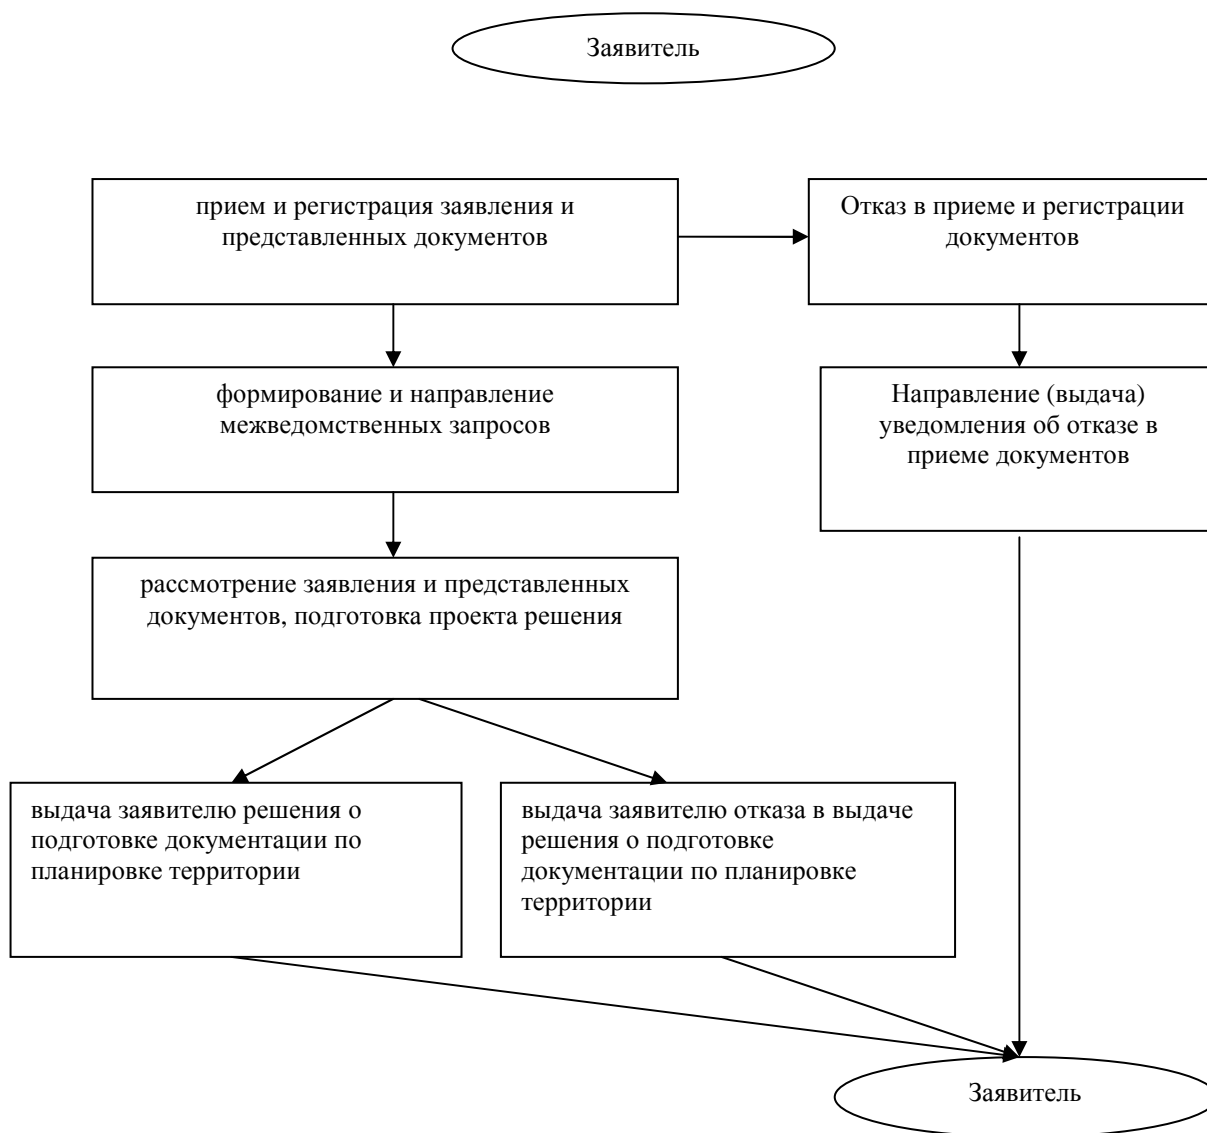 Заявитель
прием и регистрация заявления и
представленных документов
Отказ в приеме и регистрации
документов
формирование и направление
межведомственных запросов
Направление (выдача)
уведомления об отказе в
приеме документов
рассмотрение заявления и представленных
документов, подготовка проекта решения
выдача заявителю решения о
подготовке документации по
планировке территории
выдача заявителю отказа в выдаче
решения о подготовке
документации по планировке
территории
Заявитель